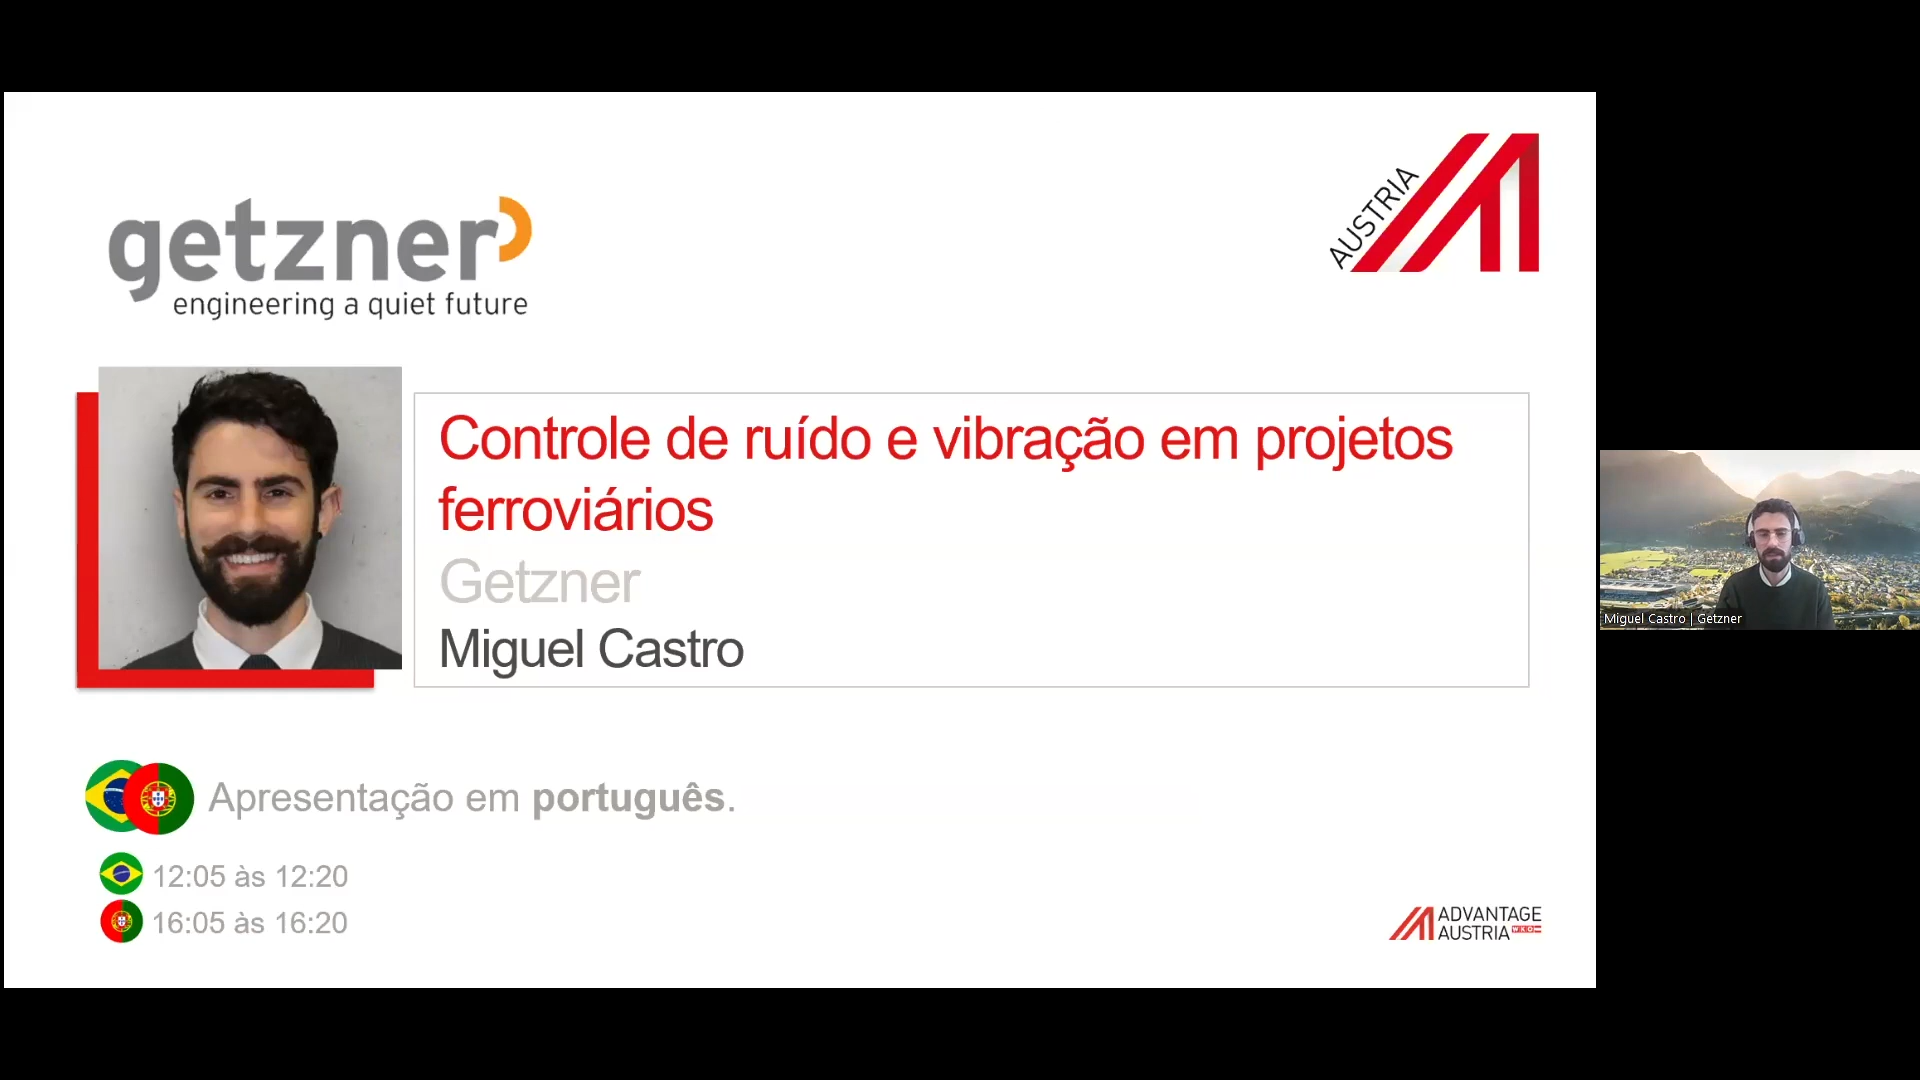 getzner
engineering a quiet future
AUSTRIA
Controle de ruído e vibração em projetos
ferroviários
Getzner
Miguel Castro
Apresentação em português.
12:05 às 12:20
16:05 às 16:20
ADVANTAGE
AUSTRIA WKO
Miguel Castro | Getzner